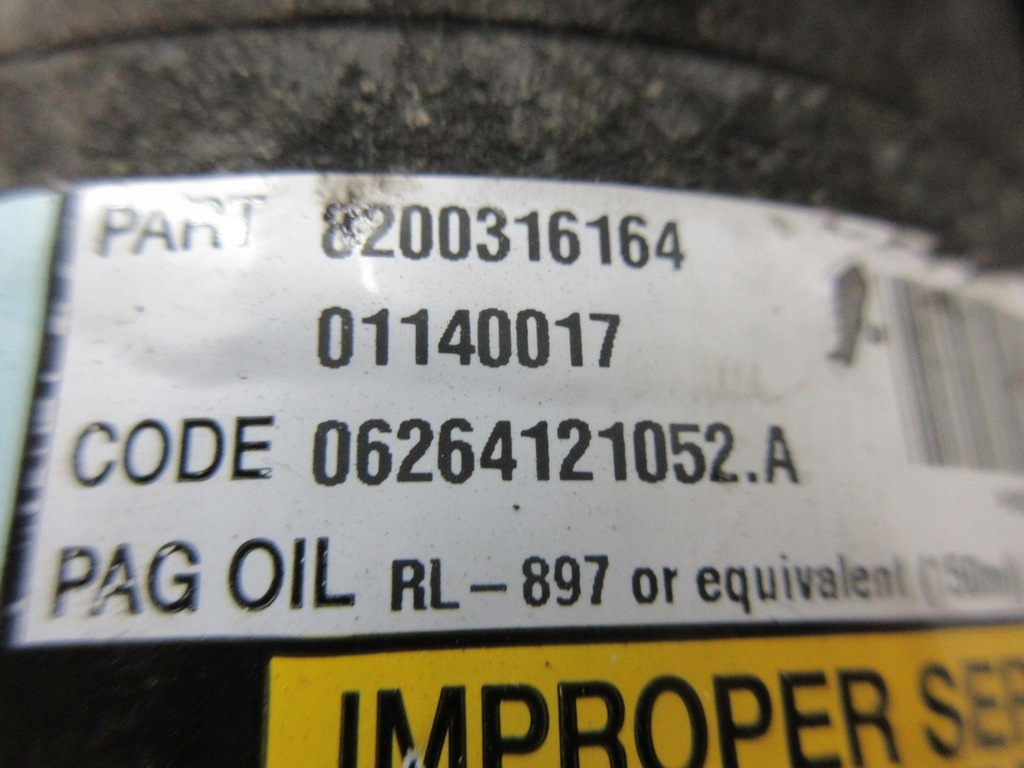 PART 8200316164
01140017
CODE 06264121052.A
PAG OIL RL-897 or equivalent
IMPROPER